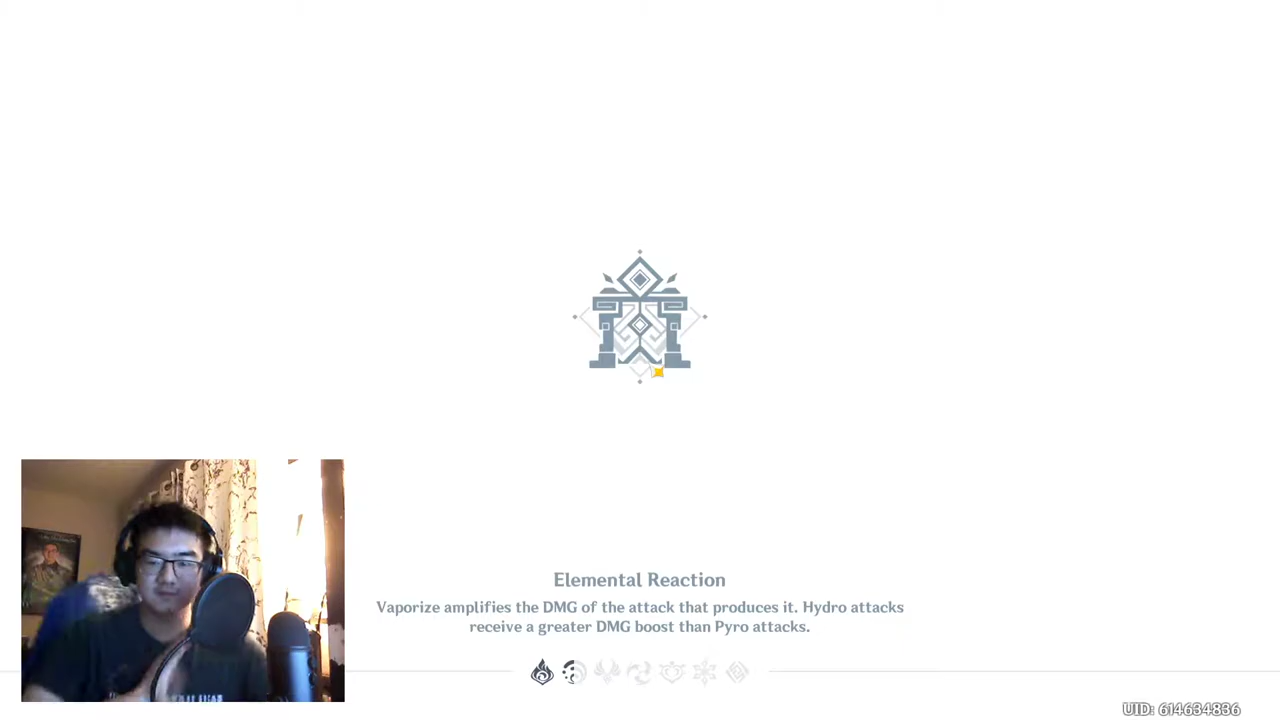 Elemental Reaction
Vaporize amplifies the DMG of the attack that produces it. Hydro attacks
receive a greater DMG boost than Pyro attacks.
UID: 614634836